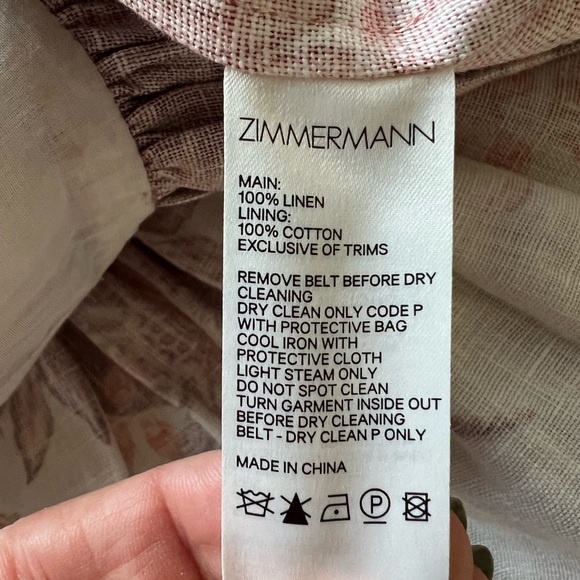 ZIMMERMANN
MAIN:
100% LINEN
LINING:
100% COTTON
EXCLUSIVE OF TRIMS
REMOVE BELT BEFORE DRY
CLEANING
DRY CLEAN ONLY CODE P
WITH PROTECTIVE BAG
COOL IRON WITH
PROTECTIVE CLOTH
LIGHT STEAM ONLY
DO NOT SPOT CLEAN
TURN GARMENT INSIDE OUT
BEFORE DRY CLEANING
BELT - DRY CLEAN P ONLY
MADE IN CHINA
P